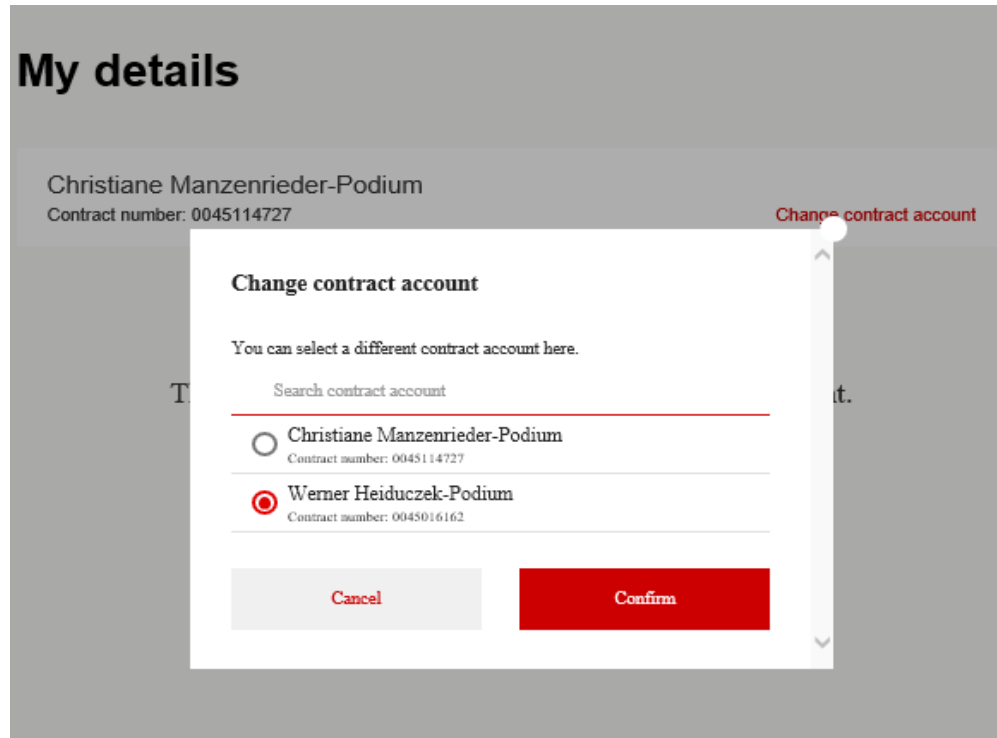 My details
Christiane Manzenrieder-Podium
Contract number: 0045114727
Change contract account
Change contract account
You can select a different contract account here.
Search contract account
Christiane Manzenrieder-Podium
Contract number: 0045114727
Werner Heiduczek-Podium
Contract number: 0045016162
Cancel
Confirm